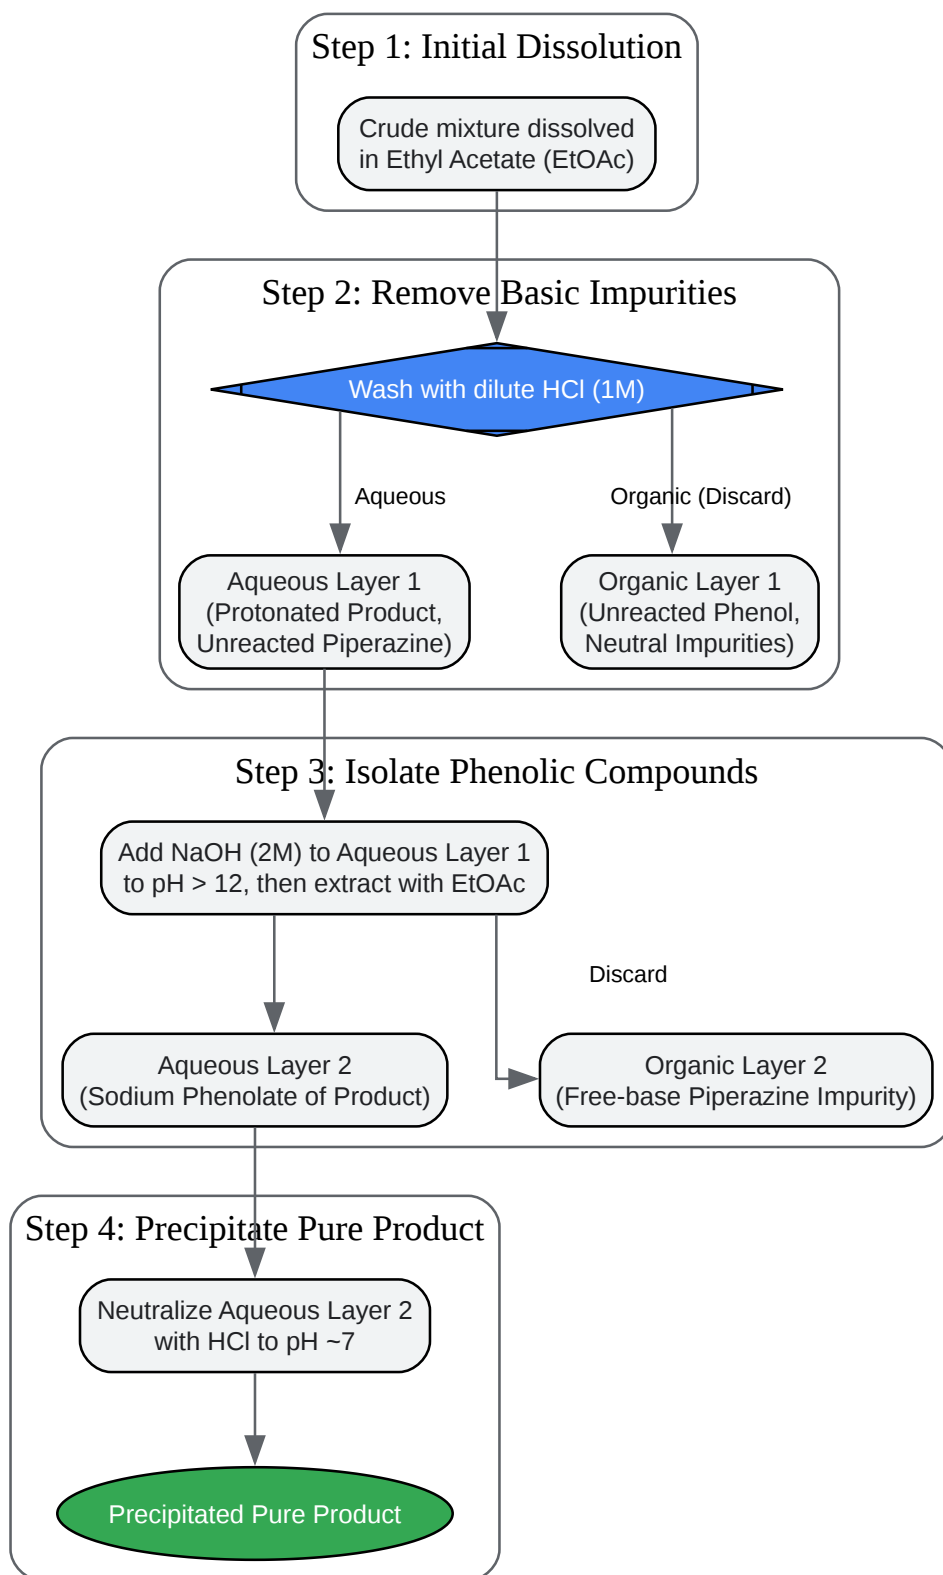 Step 1: Initial Dissolution
Crude mixture dissolved
in Ethyl Acetate (EtOAc)
Step 2: Remove Basic Impurities
Wash with dilute HCl (1M)
Aqueous
Organic (Discard)
Aqueous Layer 1
(Protonated Product,
Unreacted Piperazine)
Organic Layer 1
(Unreacted Phenol,
Neutral Impurities)
Step 3: Isolate Phenolic Compounds
Add NaOH (2M) to Aqueous Layer 1
to pH > 12, then extract with EtOAc
Discard
Aqueous Layer 2
(Sodium Phenolate of Product)
Organic Layer 2
(Free-base Piperazine Impurity)
Step 4: Precipitate Pure Product
Neutralize Aqueous Layer 2
with HCl to pH ~7
Precipitated Pure Product